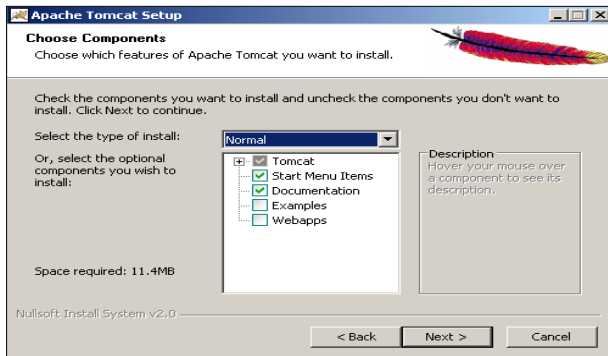 Apache Tomcat Setup
Choose Components
Choose which features of Apache Tomcat you want to install.
Check the components you want to install and uncheck the components you don't want to
install. Click Next to continue.
Select the type of install:
Normal
Or, select the optional
components you wish to
install:
Tomcat
Start Menu Items
Documentation
Examples
Webapps
Description
Hover your mouse over
a component to see its
description.
Space required: 11.4MB
Nullsoft Install System v2.0
< Back
Next >
Cancel